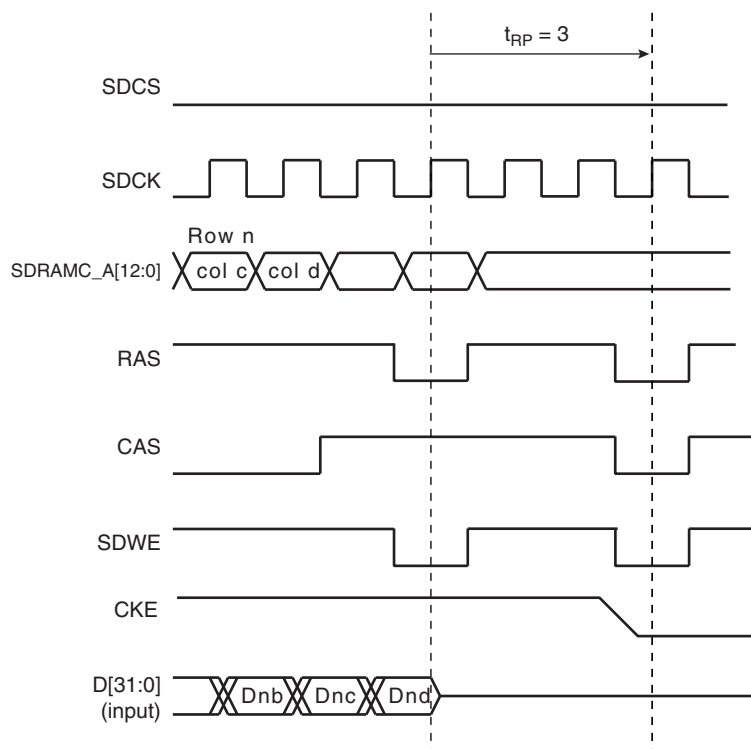 t_RP = 3
SDCS
SDCK
Row n
SDRAMC_A[12:0]
col c
col d
RAS
CAS
SDWE
CKE
D[31:0]
(input)
Dnb
Dnc
Dnd